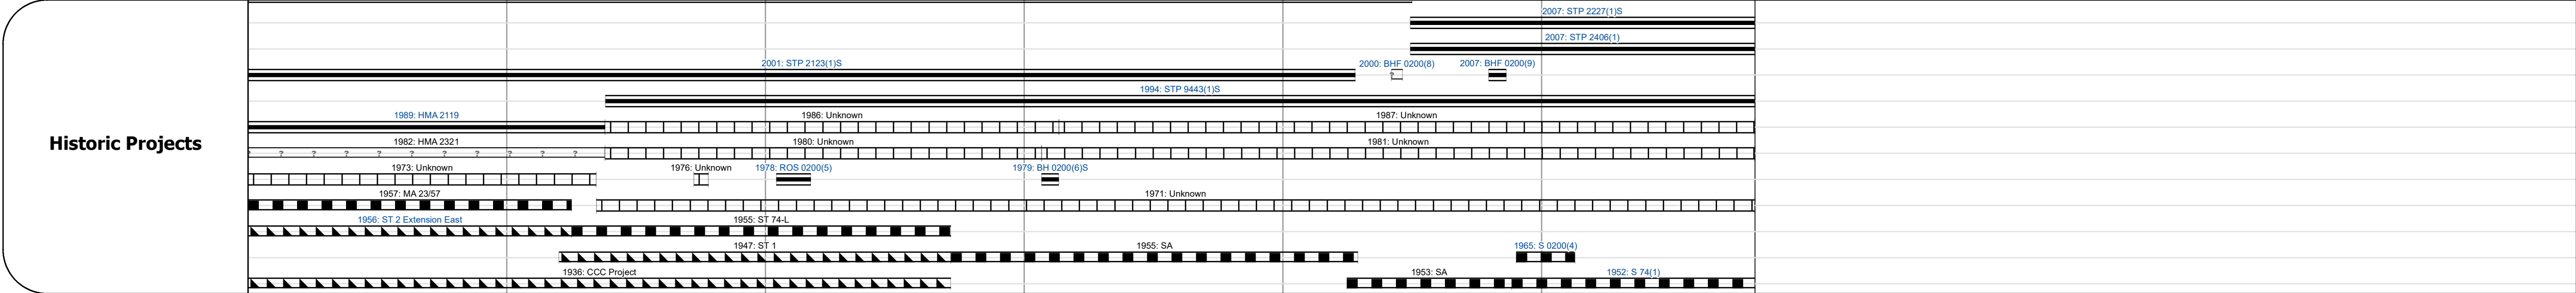 2007: STP 2227(1)S
2007: STP 2406(1)
2001: STP 2123(1)S 2000: BHF 0200(8) 2007: BHF 0200(9)
?
1994: STP 9443(1)S
1989: HMA 2119 1986: Unknown 1987: Unknown
Historic Projects
1982: HMA 2321 1980: Unknown 1981: Unknown
? ? ? ? ? ? ? ? ? ? ?
1973: Unknown 1976: Unknown 1978: ROS 0200(5) 1979: BH 0200(6)S
1957: MA 23/57 1971: Unknown
1956: ST 2 Extension East 1955: ST 74-L
1947: ST 1 1955: SA 1965: S 0200(4)
1936: CCC Project 1953: SA 1952: S 74(1)